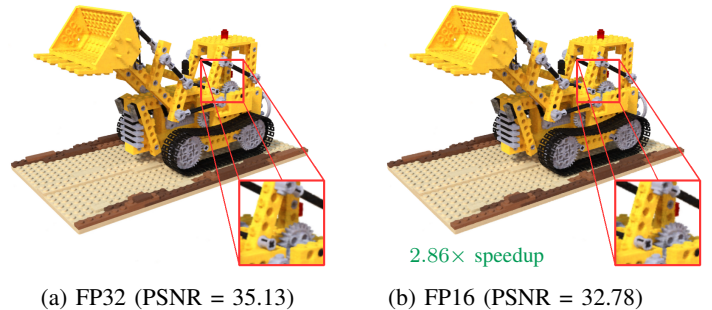 2.86× speedup
(a) FP32 (PSNR = 35.13)
(b) FP16 (PSNR = 32.78)